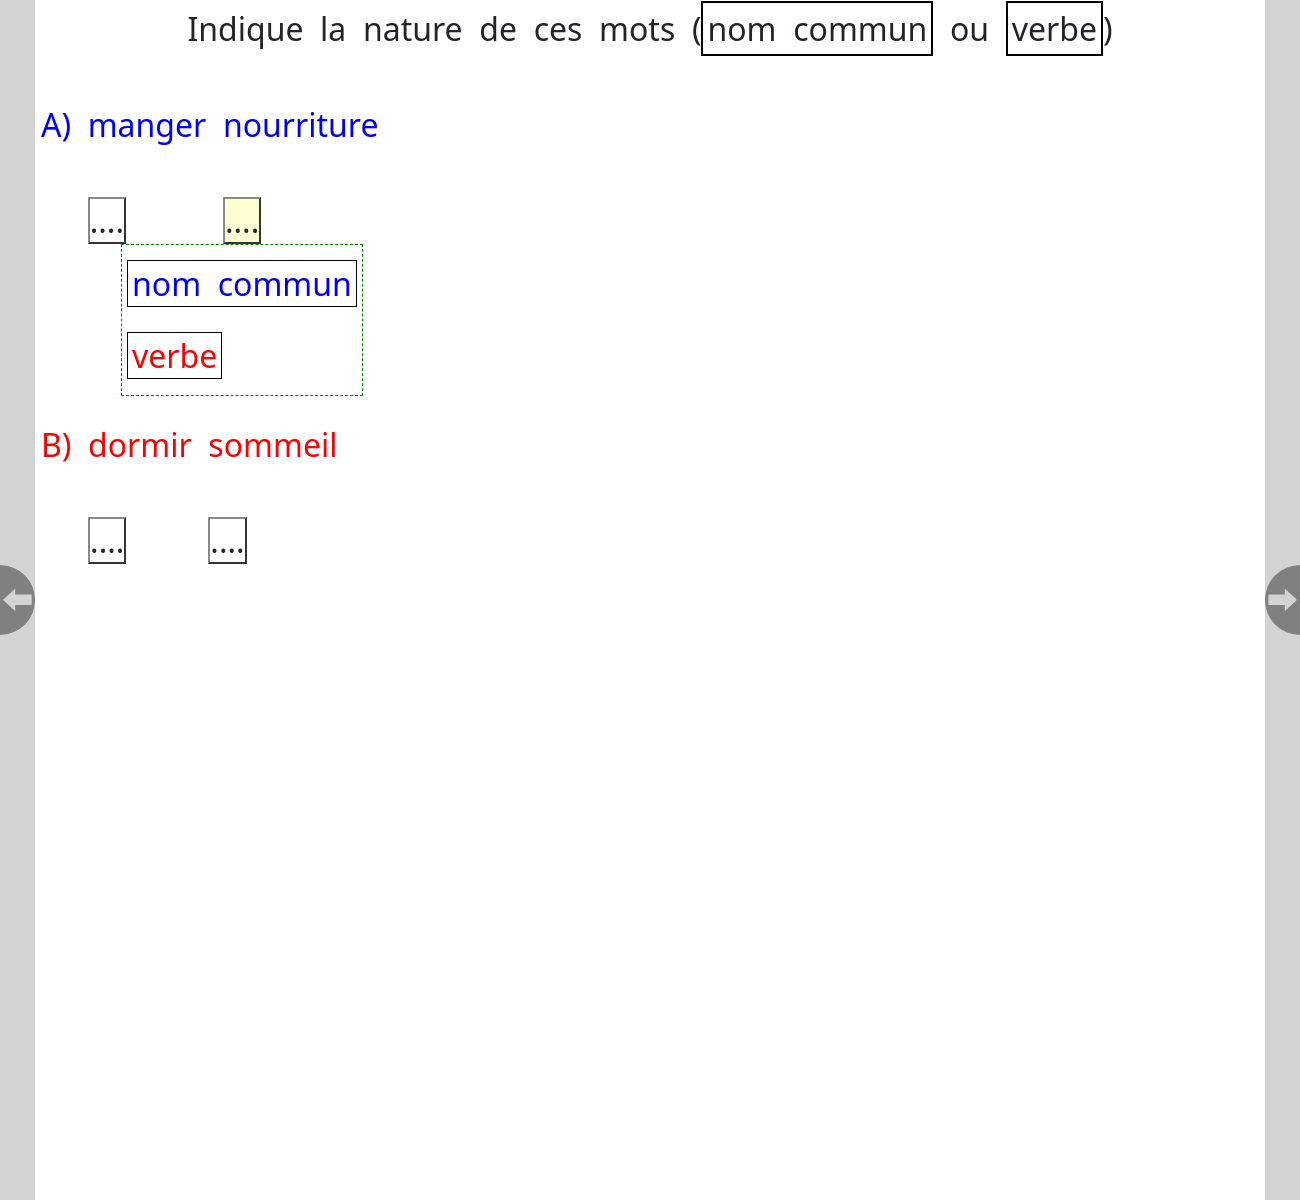 Indique la nature de ces mots (nom commun ou verbe)
A) manger nourriture
.... ....
nom commun
verbe
B) dormir sommeil
.... ....